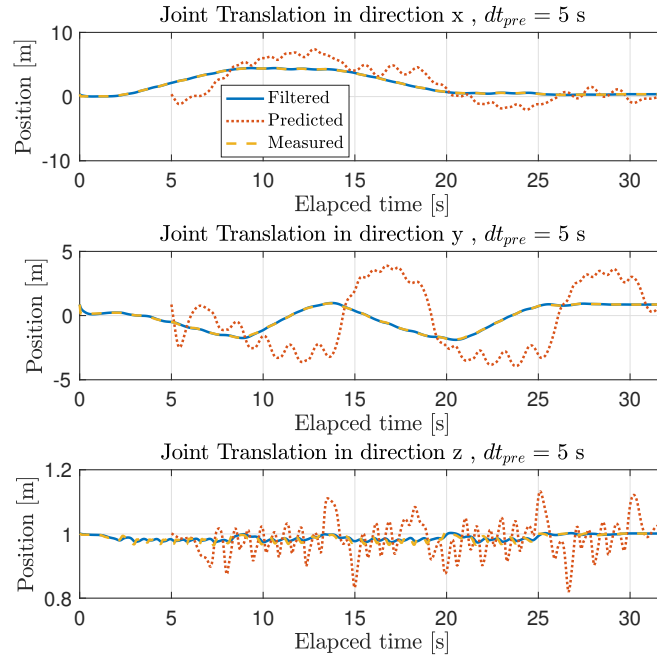 Joint Translation in direction x , dt_pre = 5 s
10
0
-10
Position [m]
Filtered
Predicted
Measured
0 5 10 15 20 25 30
Elapced time [s]
Joint Translation in direction y , dt_pre = 5 s
5
0
-5
Position [m]
0 5 10 15 20 25 30
Elapced time [s]
Joint Translation in direction z , dt_pre = 5 s
1.2
1
0.8
Position [m]
0 5 10 15 20 25 30
Elapced time [s]